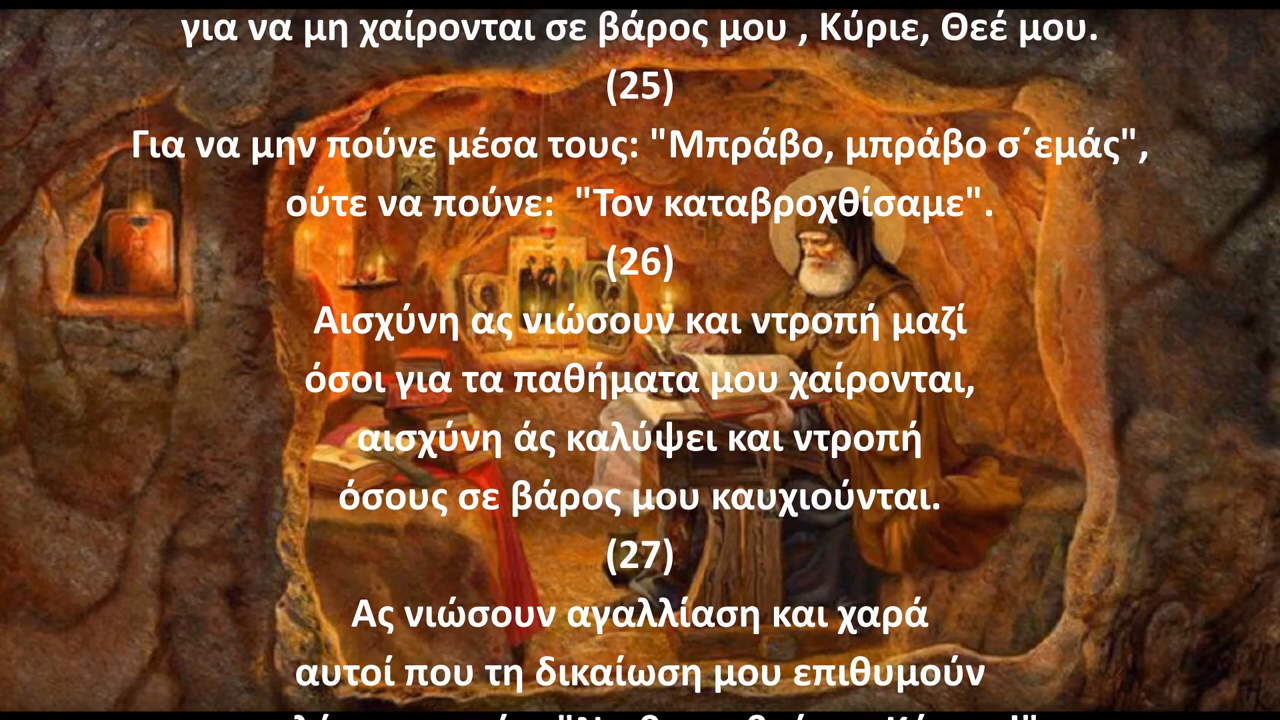 για να μη χαίρονται σε βάρος μου , Κύριε, Θεέ μου.
(25)
Για να μην πούνε μέσα τους: "Μπράβο, μπράβο σ΄εμάς",
ούτε να πούνε:  "Τον καταβροχθίσαμε".
(26)
Αισχύνη ας νιώσουν και ντροπή μαζί
όσοι για τα παθήματα μου χαίρονται,
αισχύνη άς καλύψει και ντροπή
όσους σε βάρος μου καυχιούνται.
(27)
Ας νιώσουν αγαλλίαση και χαρά
αυτοί που τη δικαίωση μου επιθυμούν